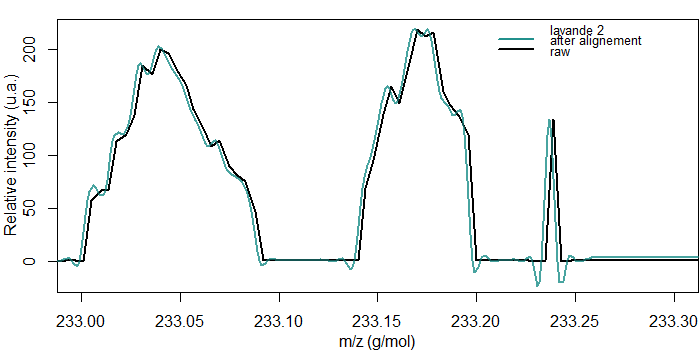 lavande 2
after alignement
raw
Relative intensity (u.a.)
200
150
100
50
0
233.00 233.05 233.10 233.15 233.20 233.25 233.30
m/z (g/mol)